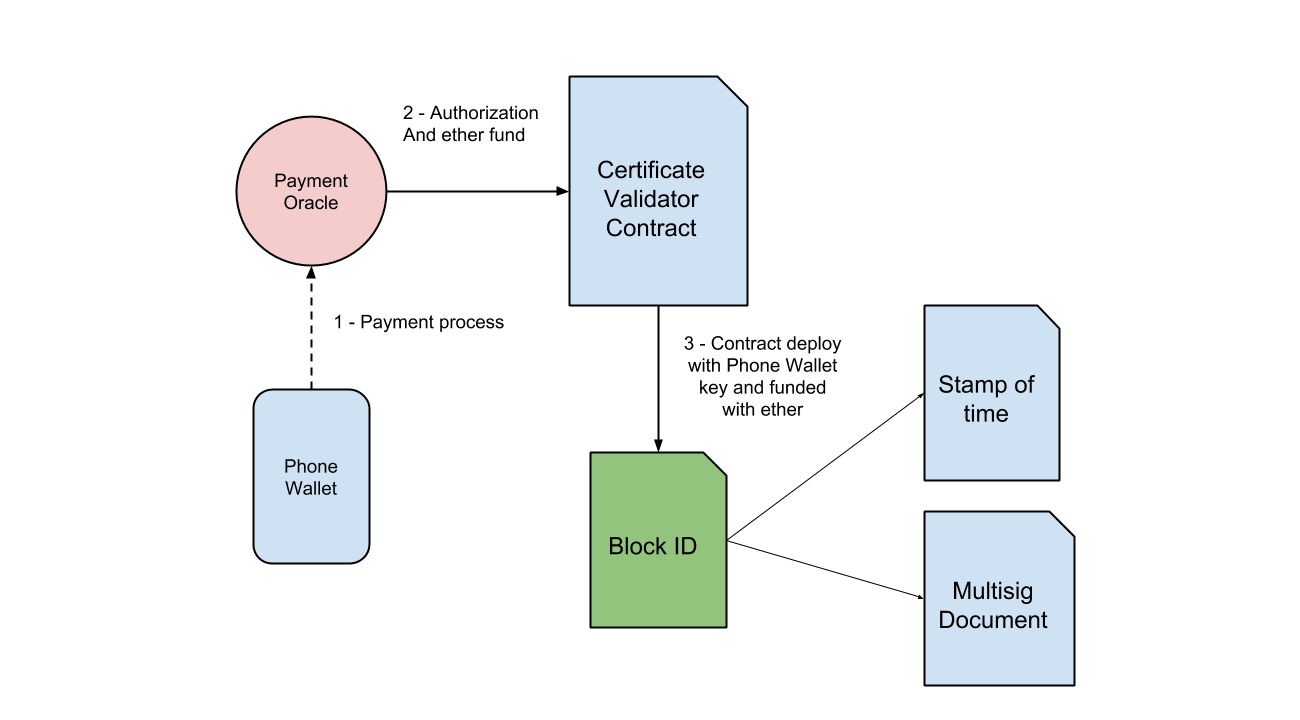 2 - Authorization
And ether fund
Payment
Oracle
Certificate
Validator
Contract
1 - Payment process
3 - Contract deploy
with Phone Wallet
key and funded
with ether
Stamp of
time
Phone
Wallet
Block ID
Multisig
Document